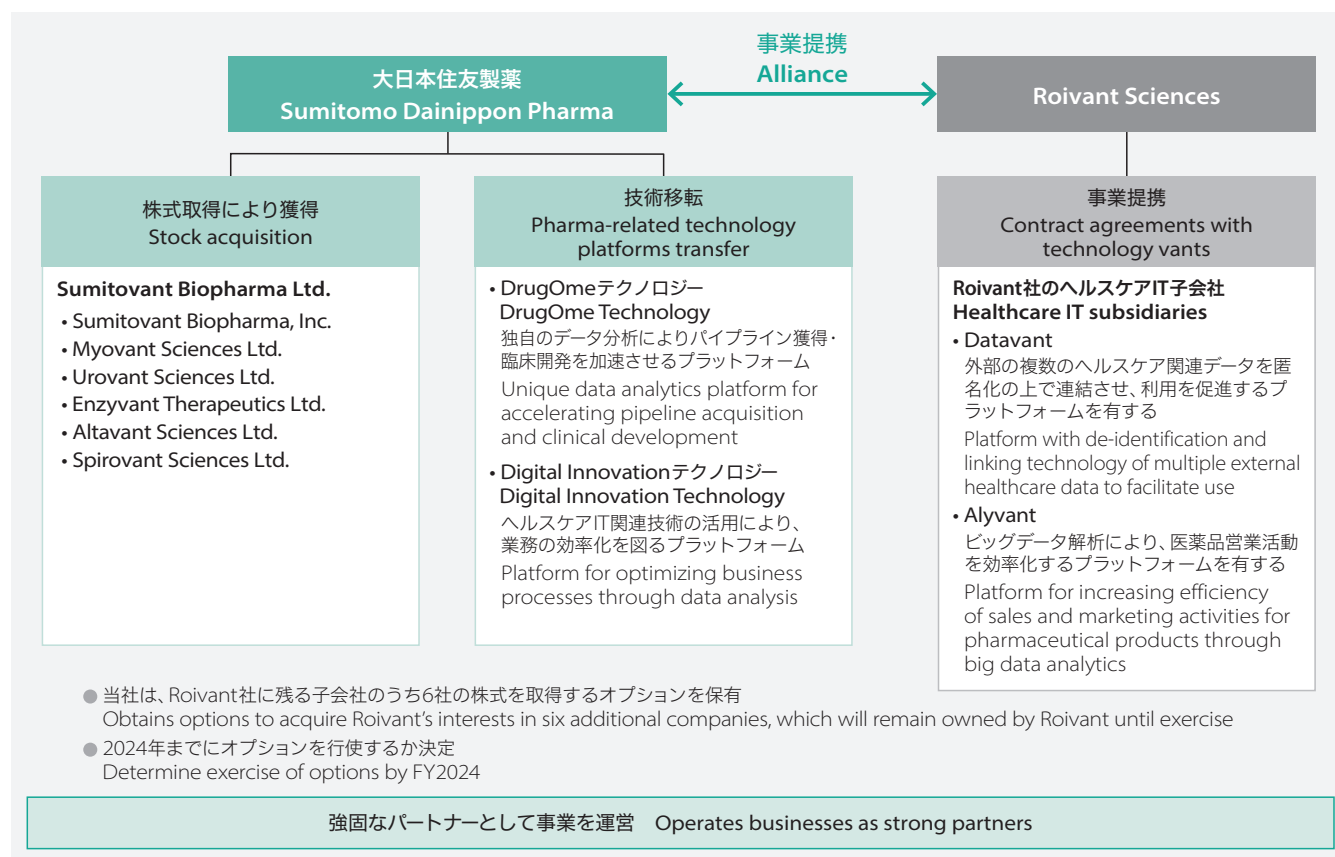 事業提携
Alliance
大日本住友製薬
Sumitomo Dainippon Pharma
Roivant Sciences
株式取得により獲得
Stock acquisition
Sumitovant Biopharma Ltd.
・Sumitovant Biopharma, Inc.
・Myovant Sciences Ltd.
・Urovant Sciences Ltd.
・Enzyvant Therapeutics Ltd.
・Altavant Sciences Ltd.
・Spirovant Sciences Ltd.
技術移転
Pharma-related technology
platforms transfer
・DrugOmeテクノロジー
DrugOme Technology
独自のデータ分析によりパイプライン獲得・
臨床開発を加速させるプラットフォーム
Unique data analytics platform for
accelerating pipeline acquisition
and clinical development
・Digital Innovationテクノロジー
Digital Innovation Technology
ヘルスケアIT関連技術の活用により、
業務の効率化を図るプラットフォーム
Platform for optimizing business
processes through data analysis
事業提携
Contract agreements with
technology vants
Roivant社のヘルスケアIT子会社
Healthcare IT subsidiaries
・Datavant
外部の複数のヘルスケア関連データを匿
名化の上で連結させ、利用を促進するプ
ラットフォームを有する
Platform with de-identification and
linking technology of multiple external
healthcare data to facilitate use
・Alyvant
ビッグデータ解析により、医薬品営業活動
を効率化するプラットフォームを有する
Platform for increasing efficiency
of sales and marketing activities for
pharmaceutical products through
big data analytics
● 当社は、Roivant社に残る子会社のうち6社の株式を取得するオプションを保有
Obtains options to acquire Roivant's interests in six additional companies, which will remain owned by Roivant until exercise
● 2024年までにオプションを行使するか決定
Determine exercise of options by FY2024
強固なパートナーとして事業を運営 Operates businesses as strong partners